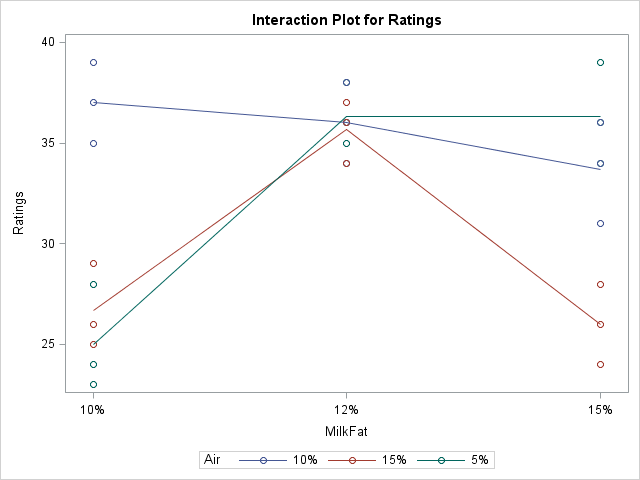 Interaction Plot for Ratings
40
35
30
25
Ratings
10% 12% 15%
MilkFat
Air 10% 15% 5%